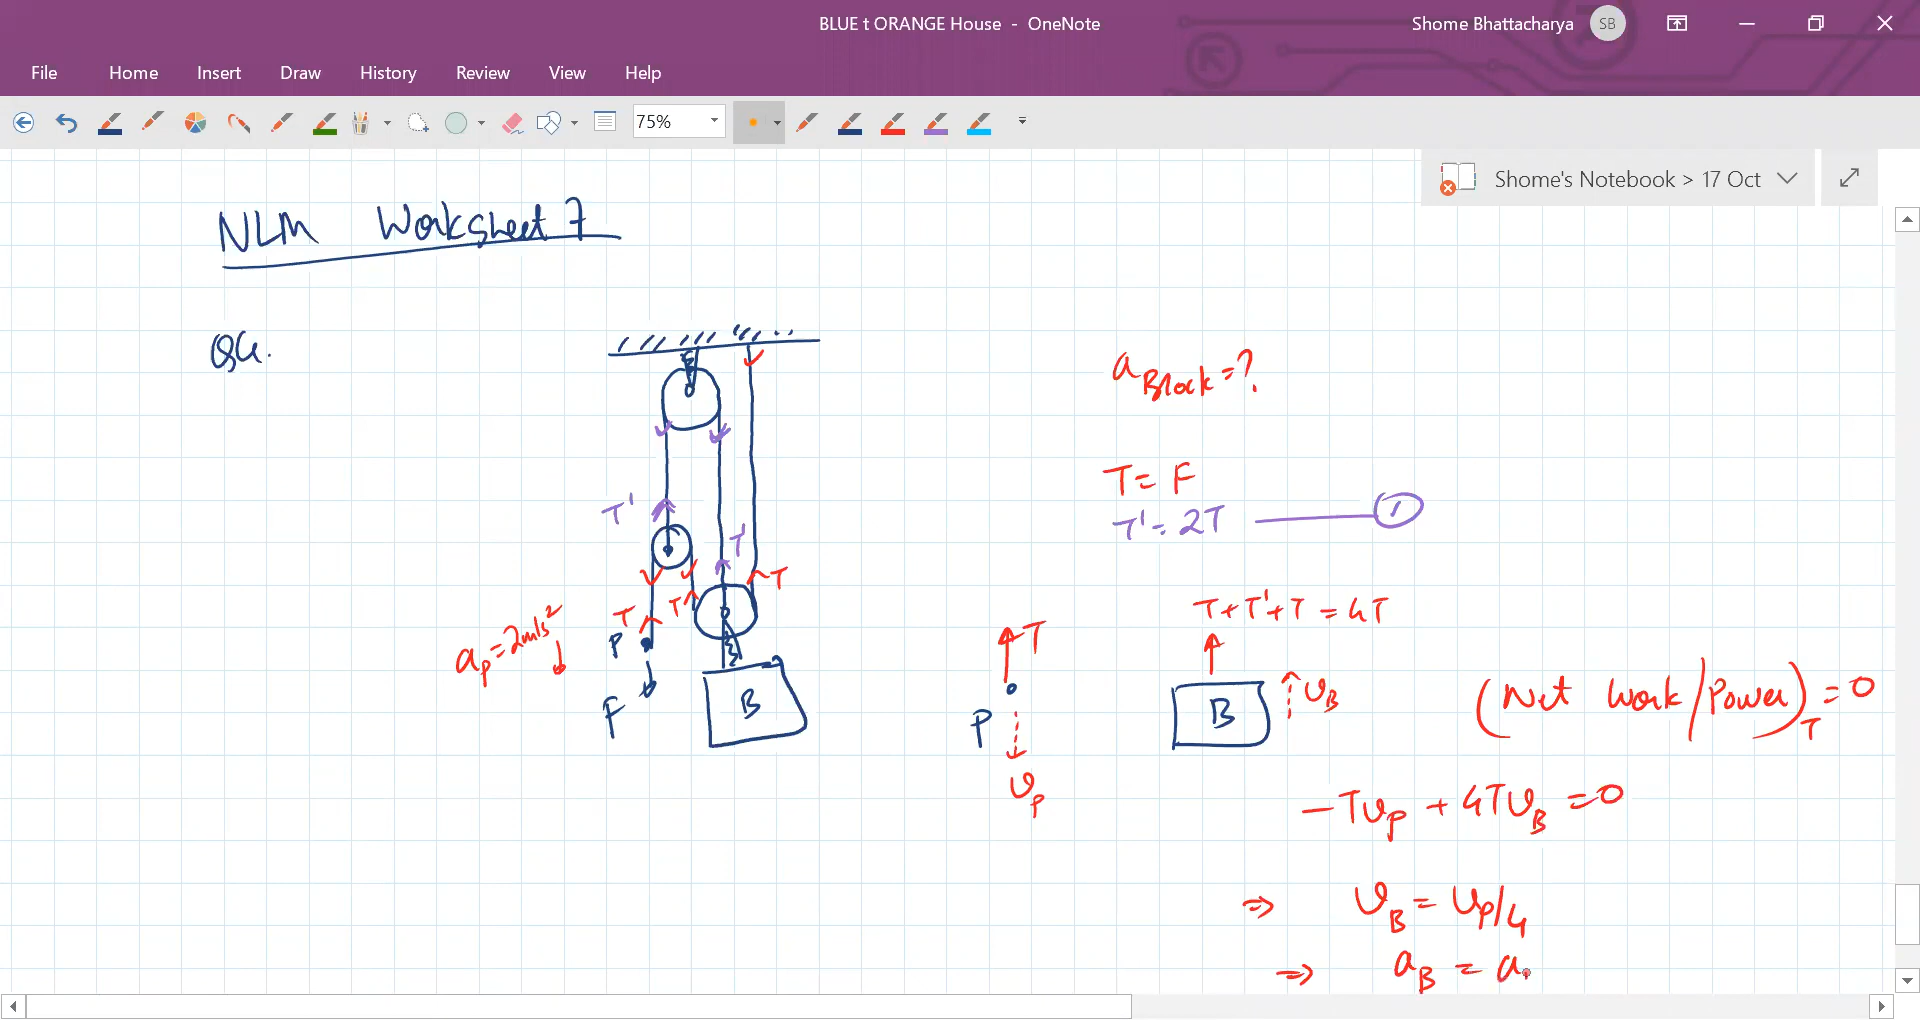 BLUE t ORANGE House - OneNote
Shome Bhattacharya SB
File Home Insert Draw History Review View Help
75%
Shome's Notebook > 17 Oct
NLM Worksheet 7
Q4.
a_Block = ?
T = F
T' = 2T 1
T'
T'
T
T T
a_p = 2m/s²
P
F
B
T
P
v_p
T+T'+T = 4T
B
v_B
(Net Work/Power)_T = 0
-Tv_p + 4Tv_B = 0
⇒ v_B = v_p/4
⇒ a_B = a